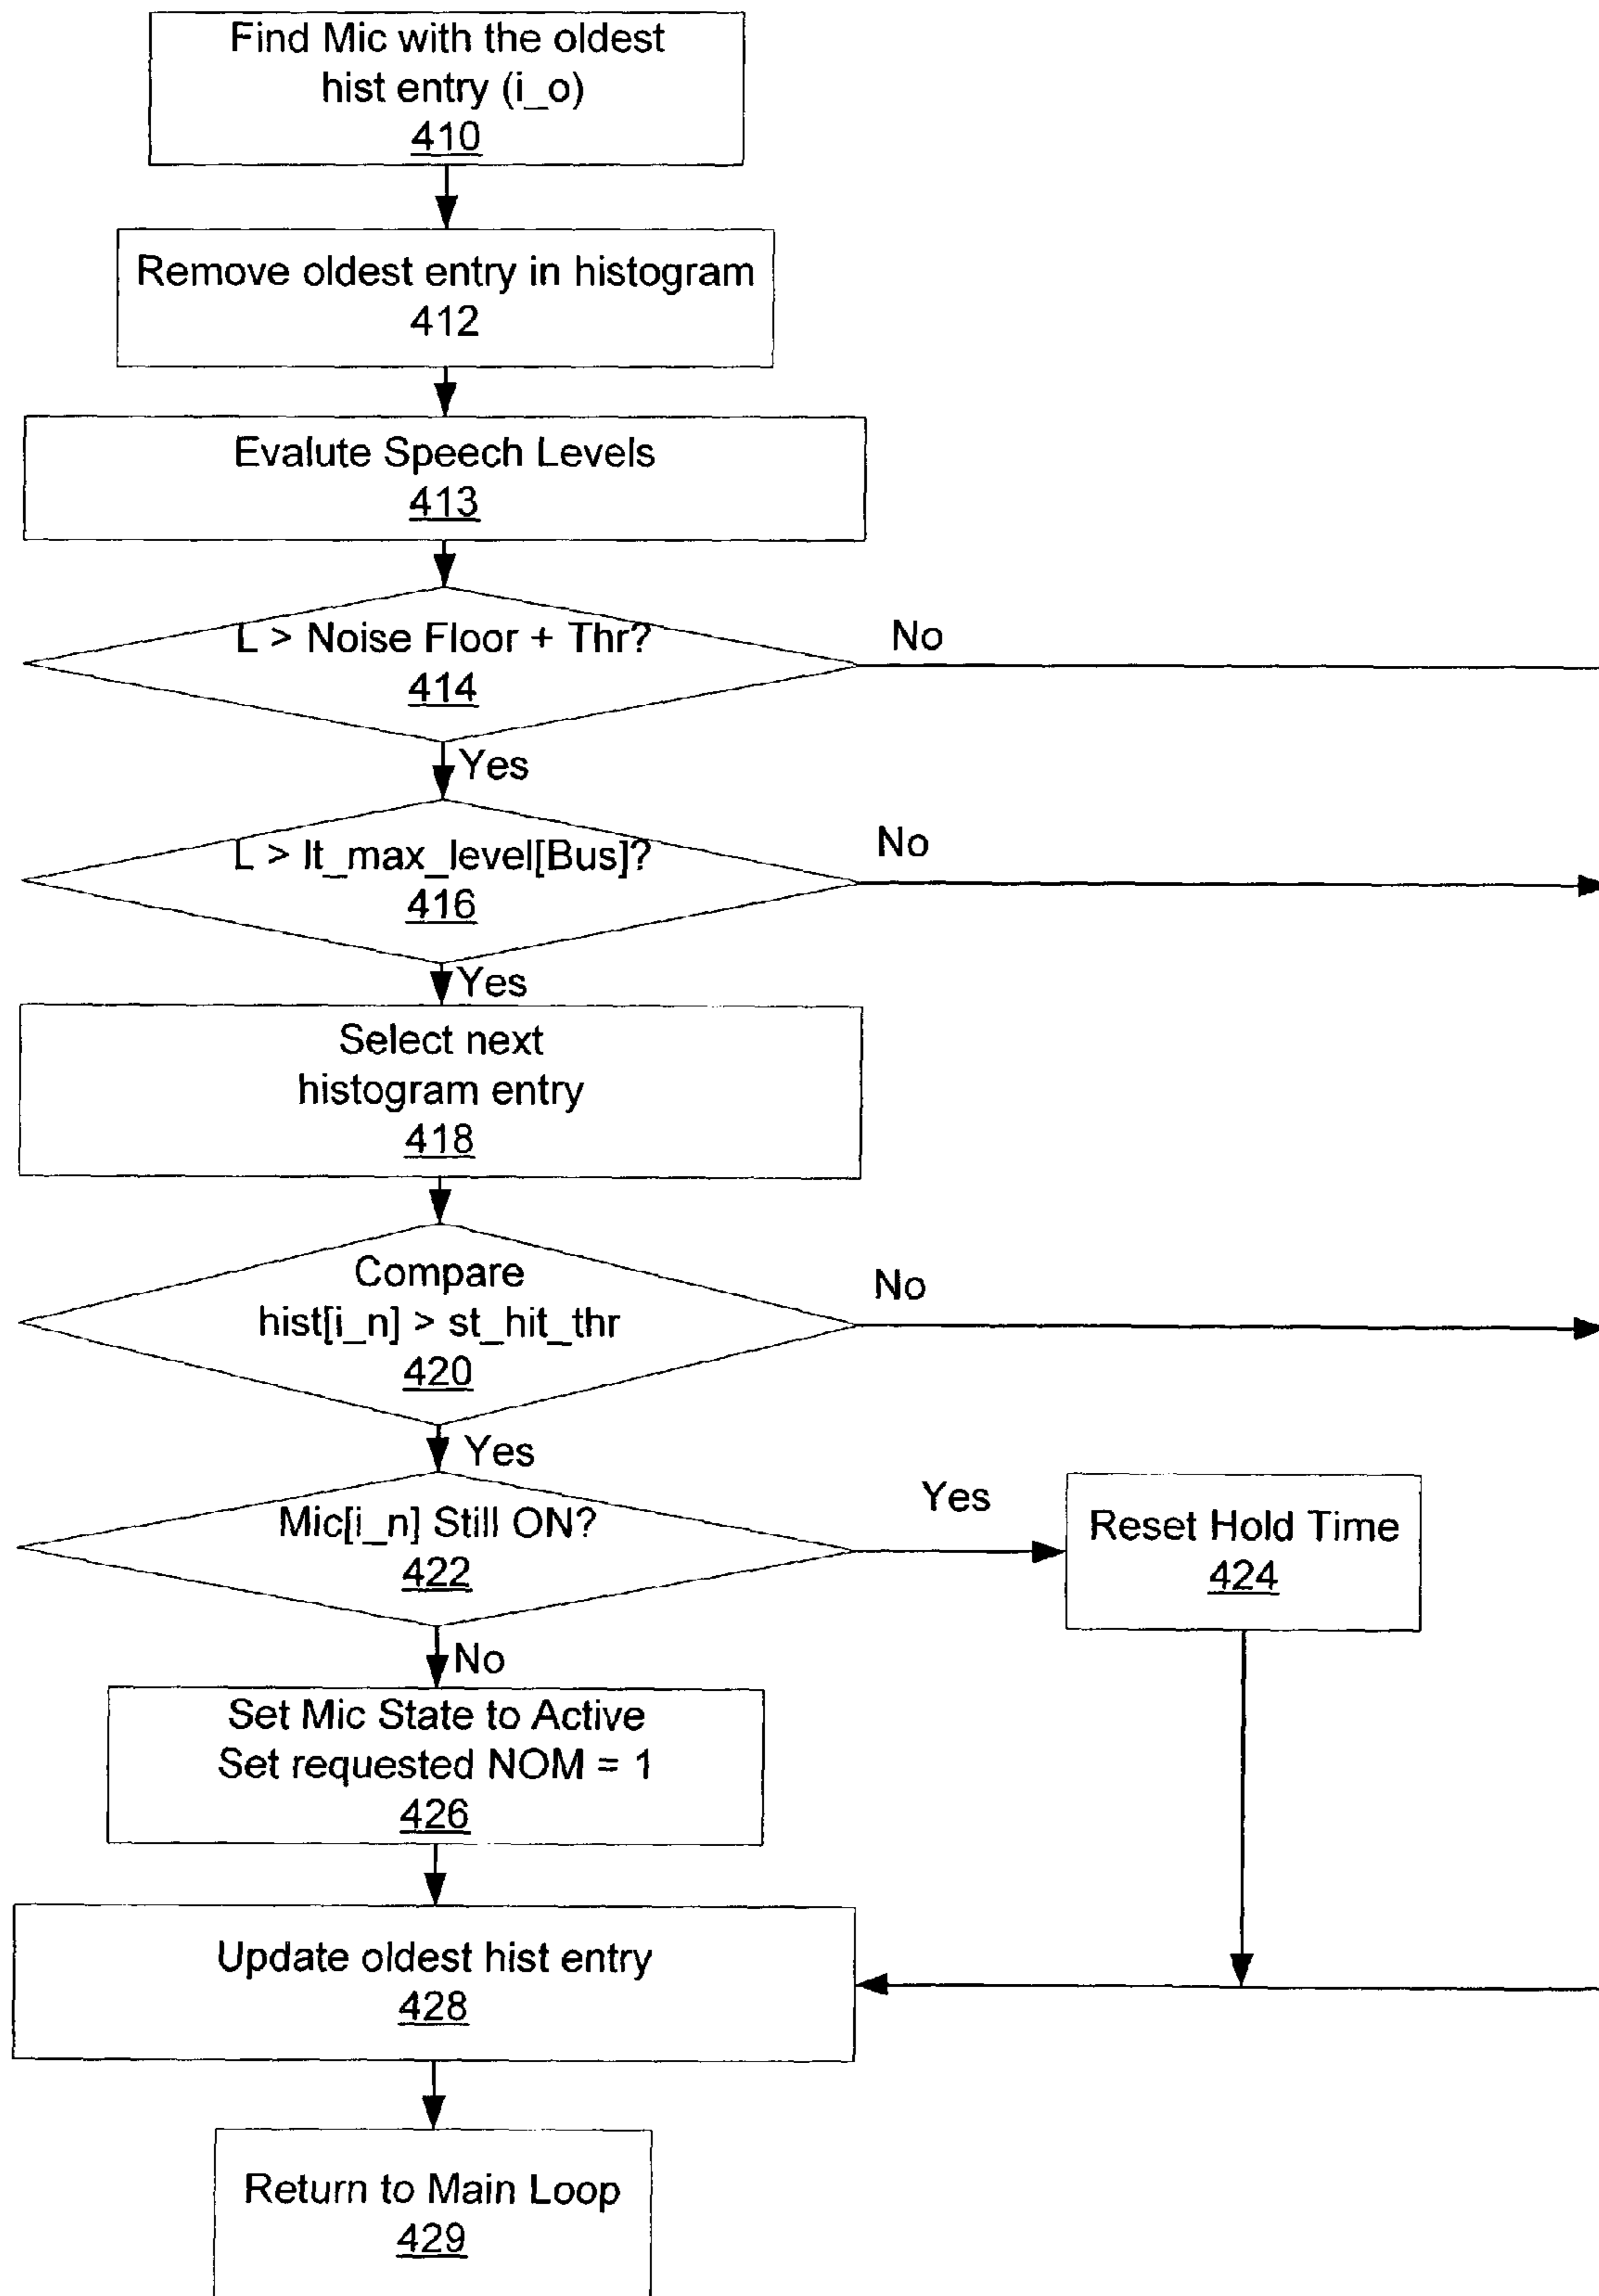 Find Mic with the oldest
hist entry (i_o)
410
Remove oldest entry in histogram
412
Evalute Speech Levels
413
L > Noise Floor + Thr?
414
No
Yes
L > lt_max_level[Bus]?
416
No
Yes
Select next
histogram entry
418
Compare
hist[i_n] > st_hit_thr
420
No
Yes
Mic[i_n] Still ON?
422
Yes
Reset Hold Time
424
No
Set Mic State to Active
Set requested NOM = 1
426
Update oldest hist entry
428
Return to Main Loop
429